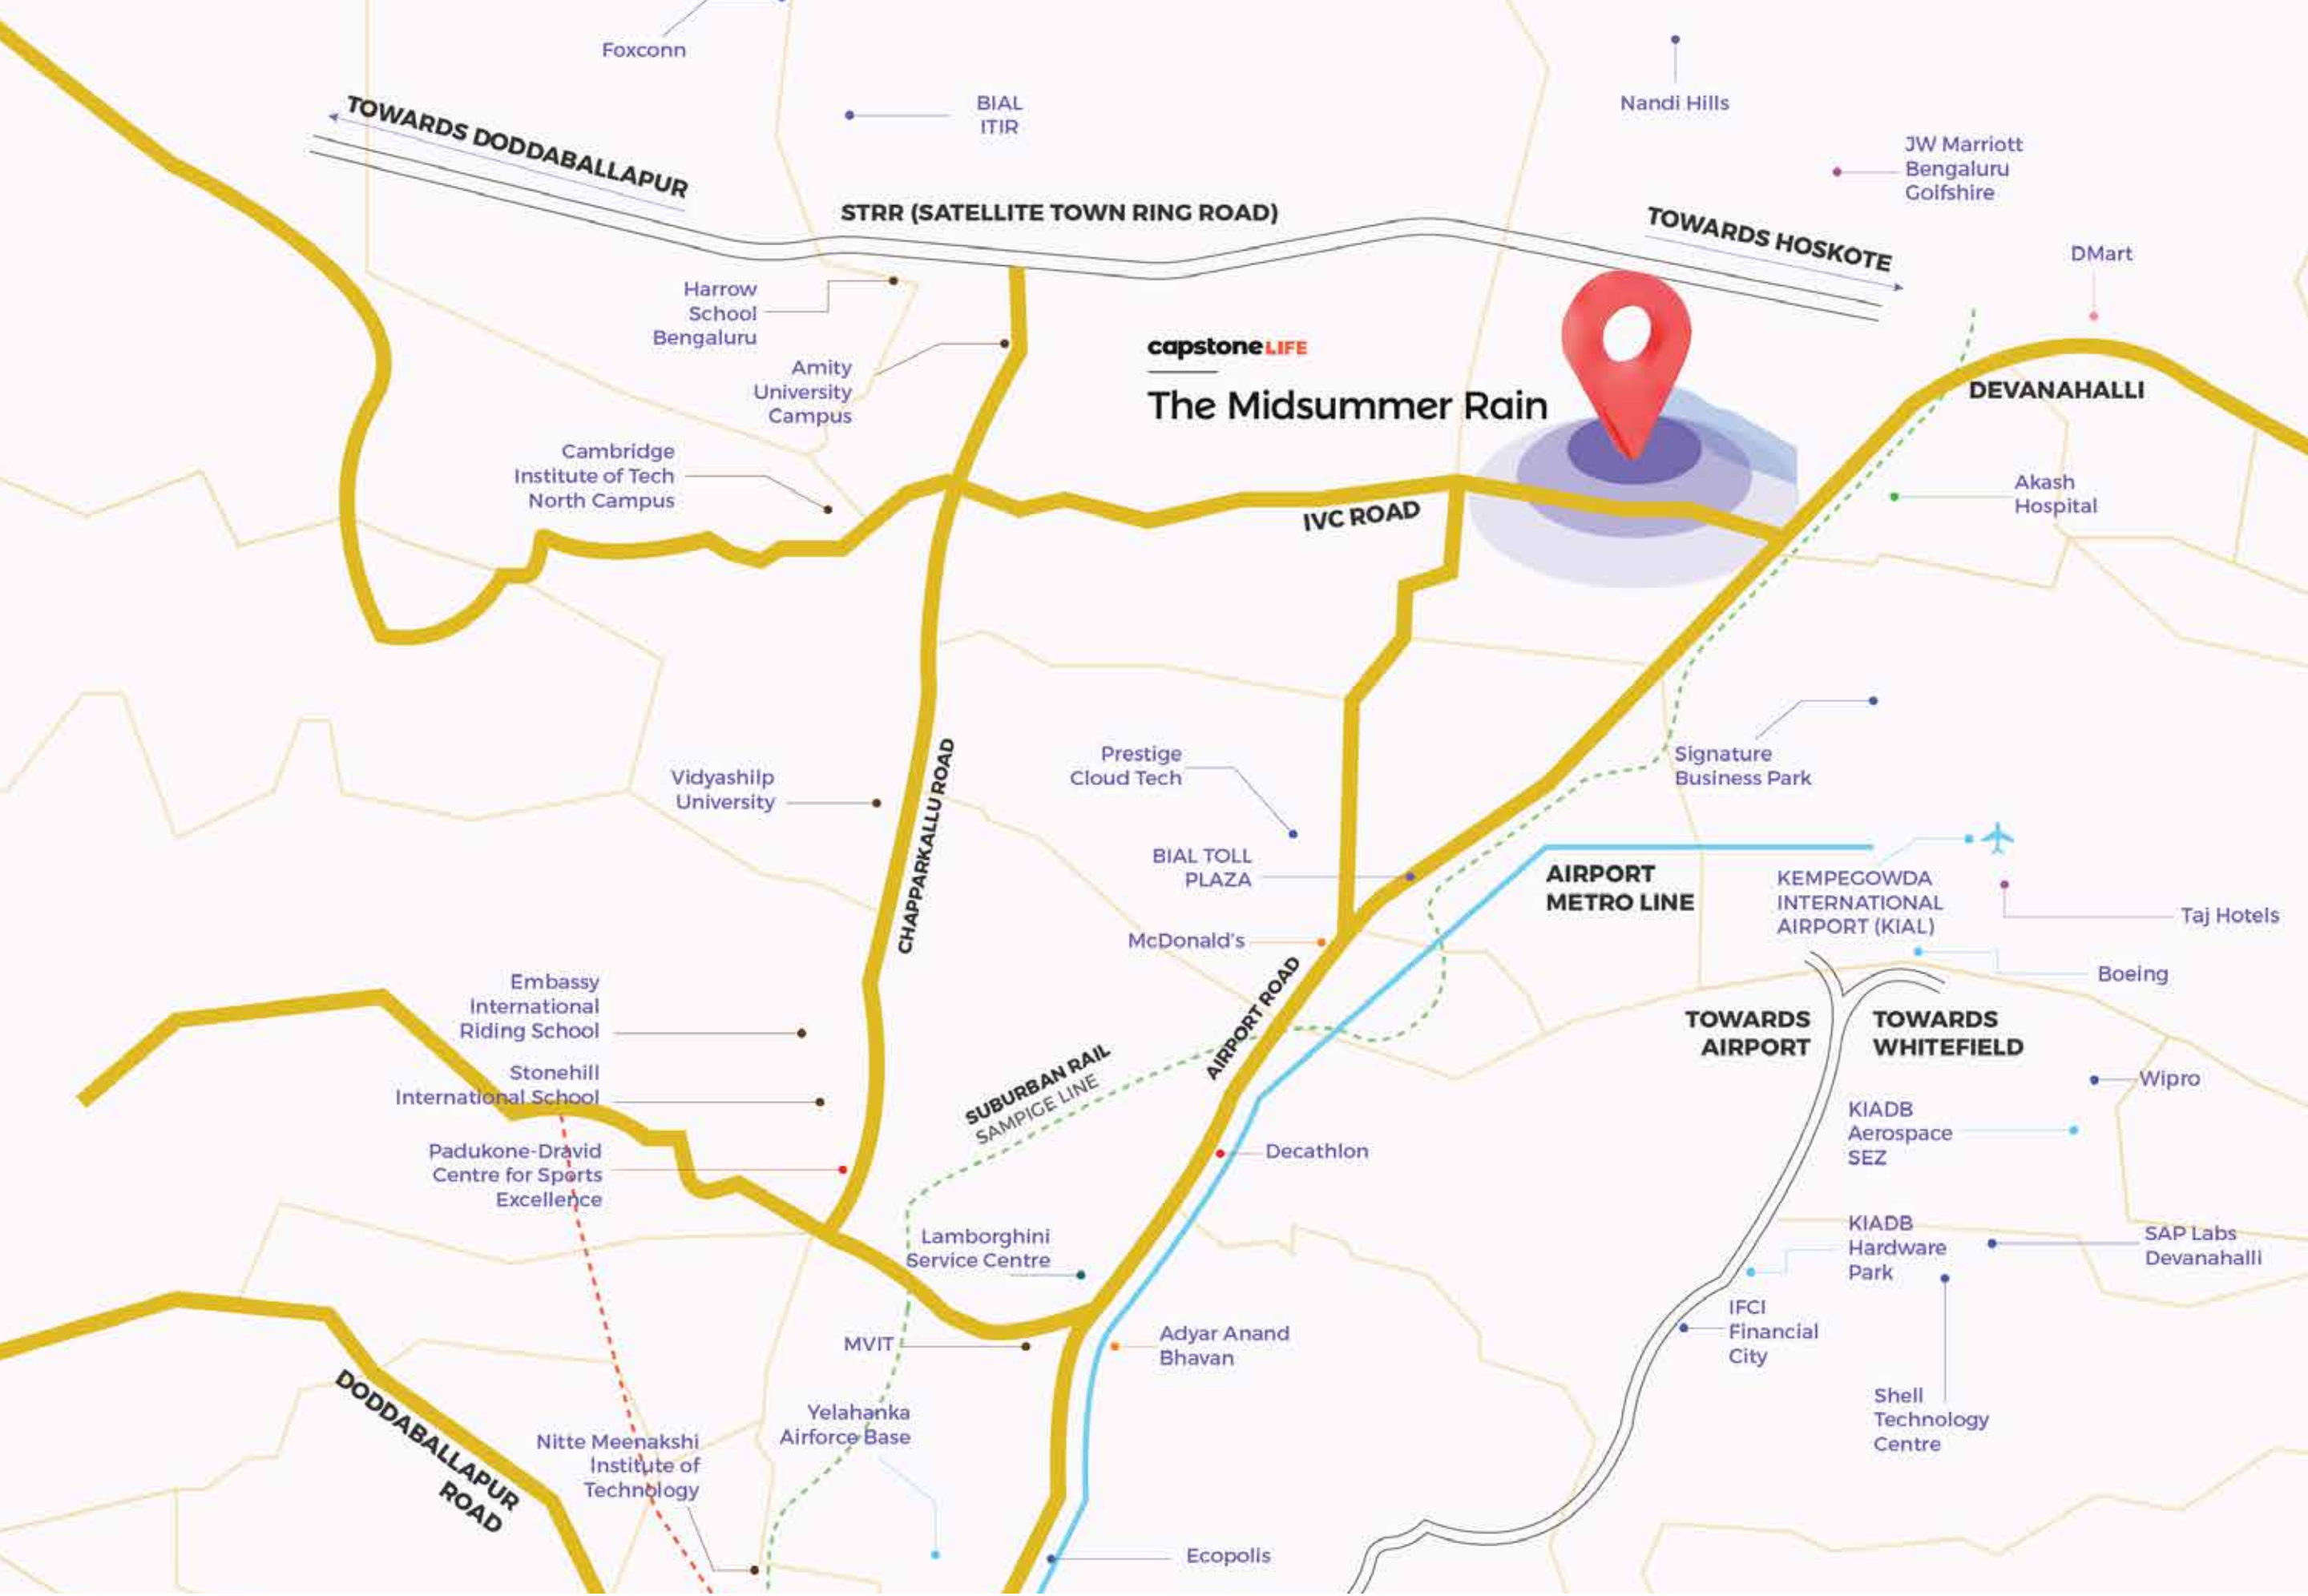 Foxconn
BIAL
ITIR
Nandi Hills
TOWARDS DODDABALLAPUR
JW Marriott
Bengaluru
Golfshire
STRR (SATELLITE TOWN RING ROAD)
TOWARDS HOSKOTE
DMart
Harrow
School
Bengaluru
capstoneLIFE
The Midsummer Rain
Amity
University
Campus
DEVANAHALLI
Cambridge
Institute of Tech
North Campus
Akash
Hospital
IVC ROAD
Prestige
Cloud Tech
Signature
Business Park
Vidyashilp
University
CHAPPARKALLU ROAD
BIAL TOLL
PLAZA
AIRPORT
METRO LINE
KEMPEGOWDA
INTERNATIONAL
AIRPORT (KIAL)
Taj Hotels
McDonald's
Boeing
Embassy
International
Riding School
AIRPORT ROAD
TOWARDS
AIRPORT
TOWARDS
WHITEFIELD
Stonehill
International School
SUBURBAN RAIL
SAMPIGE LINE
Wipro
KIADB
Aerospace
SEZ
Padukone-Dravid
Centre for Sports
Excellence
Decathlon
Lamborghini
Service Centre
KIADB
Hardware
Park
SAP Labs
Devanahalli
MVIT
Adyar Anand
Bhavan
IFCI
Financial
City
DODDABALLAPUR
ROAD
Yelahanka
Airforce Base
Shell
Technology
Centre
Nitte Meenakshi
Institute of
Technology
Ecopolis